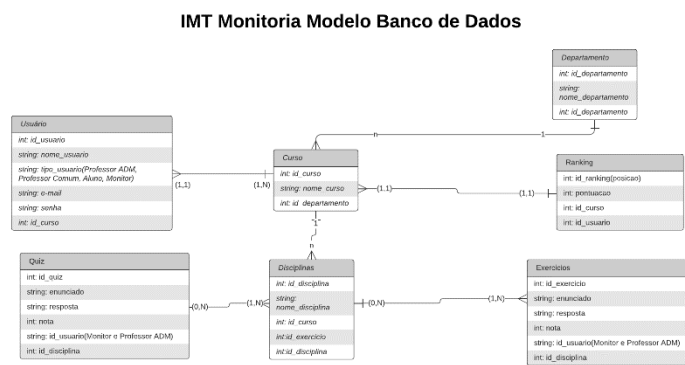 IMT Monitoria Modelo Banco de Dados
Departamento
int: id_departamento
string:
nome_departamento
int: id_departamento
Usuário
int: id_usuario
string: nome_usuario
string: tipo_usuario(Professor ADM,
Professor Comum, Aluno, Monitor)
string: e-mail
string: senha
int: id_curso
n
1
Curso
int: id_curso
string: nome_curso
int: id_departamento
(1,1)
(1,N)
(1,1)
(1,1)
Ranking
int: id_ranking(posicao)
int: pontuacao
int: id_curso
int: id_usuario
"1"
n
Quiz
int: id_quiz
string: enunciado
string: resposta
int: nota
string: id_usuario(Monitor e Professor ADM)
int: id_disciplina
(0,N)
(1,N)
Disciplinas
int: id_disciplina
string:
nome_disciplina
int: id_curso
int:id_exercicio
int:id_disciplina
(0,N)
(1,N)
Exercicios
int: id_exercicio
string: enunciado
string: resposta
int: nota
string: id_usuario(Monitor e Professor ADM)
int: id_disciplina